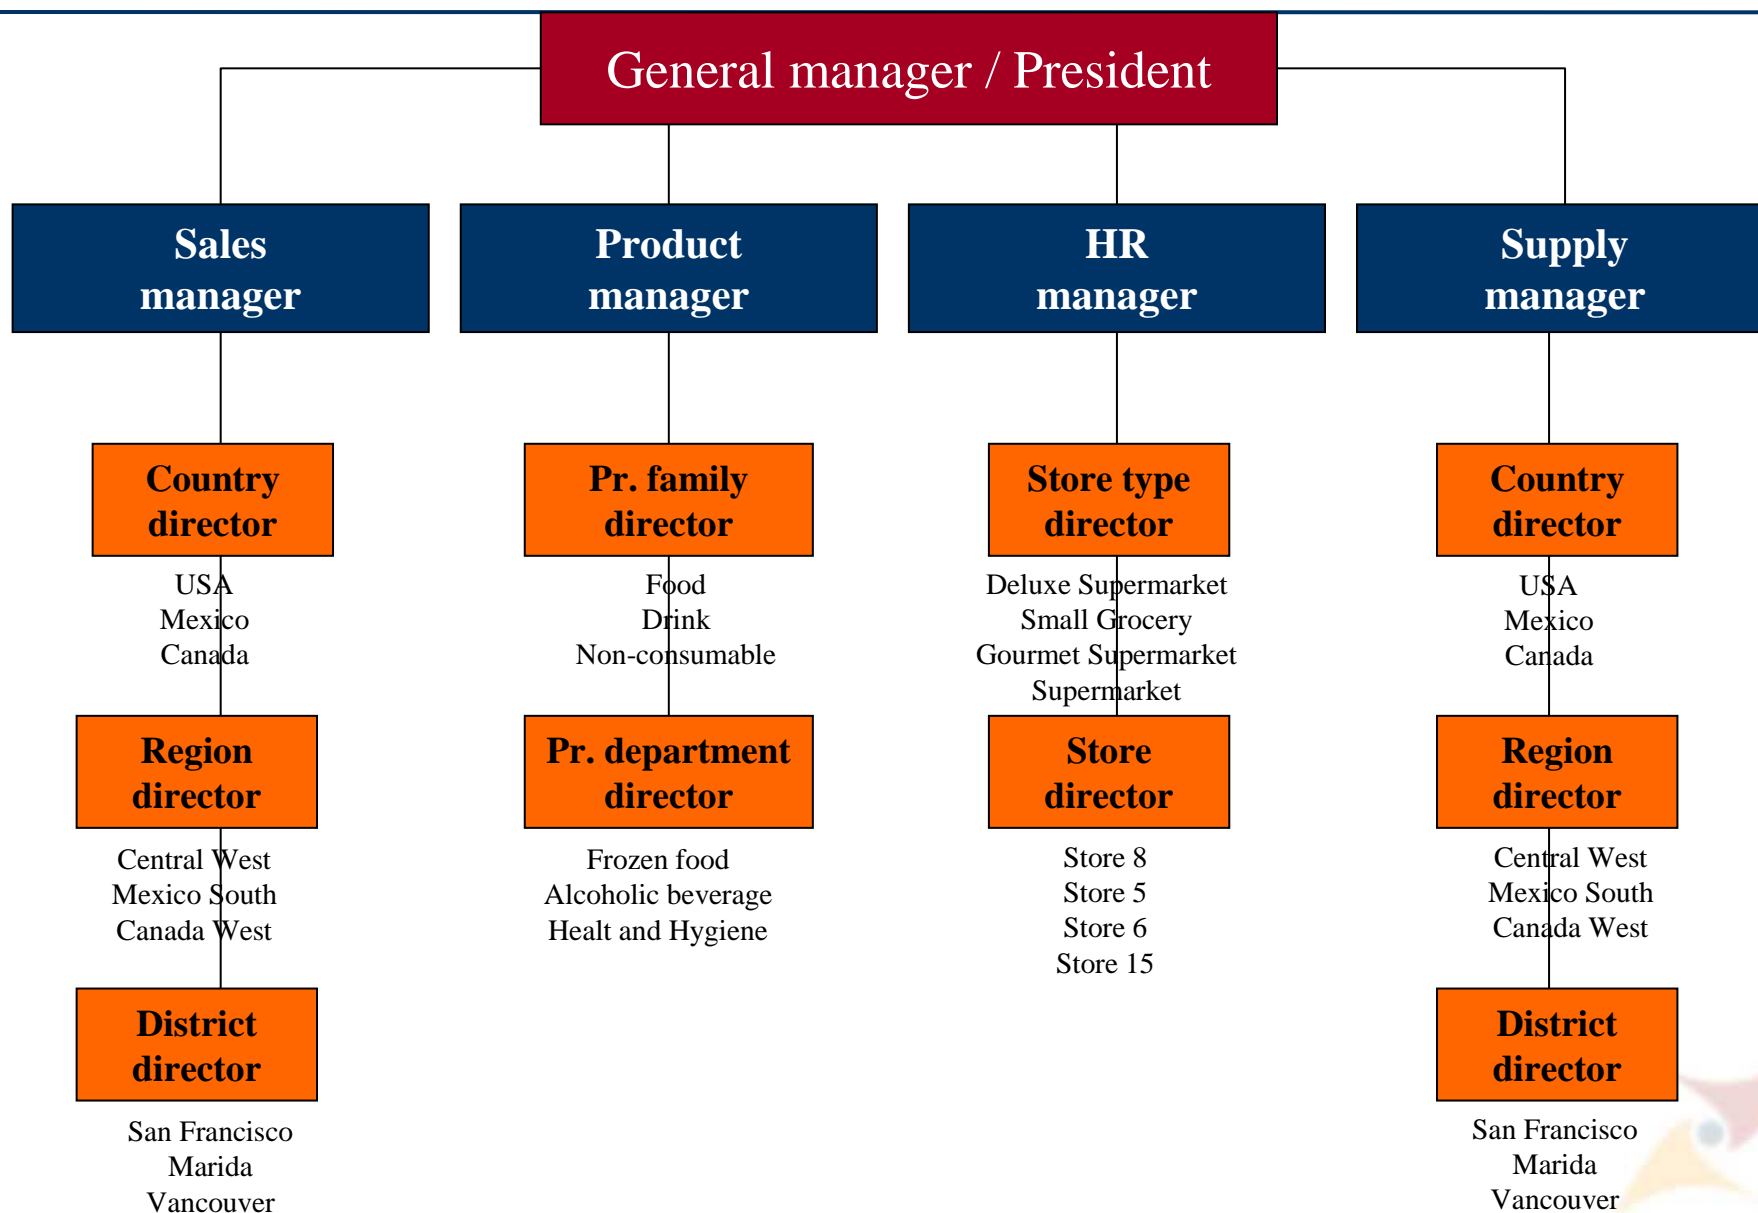 General manager / President
Sales
manager
Product
manager
HR
manager
Supply
manager
Country
director
USA
Mexico
Canada
Pr. family
director
Food
Drink
Non-consumable
Store type
director
Deluxe Supermarket
Small Grocery
Gourmet Supermarket
Supermarket
Country
director
USA
Mexico
Canada
Region
director
Central West
Mexico South
Canada West
Pr. department
director
Frozen food
Alcoholic beverage
Healt and Hygiene
Store
director
Store 8
Store 5
Store 6
Store 15
Region
director
Central West
Mexico South
Canada West
District
director
San Francisco
Marida
Vancouver
District
director
San Francisco
Marida
Vancouver